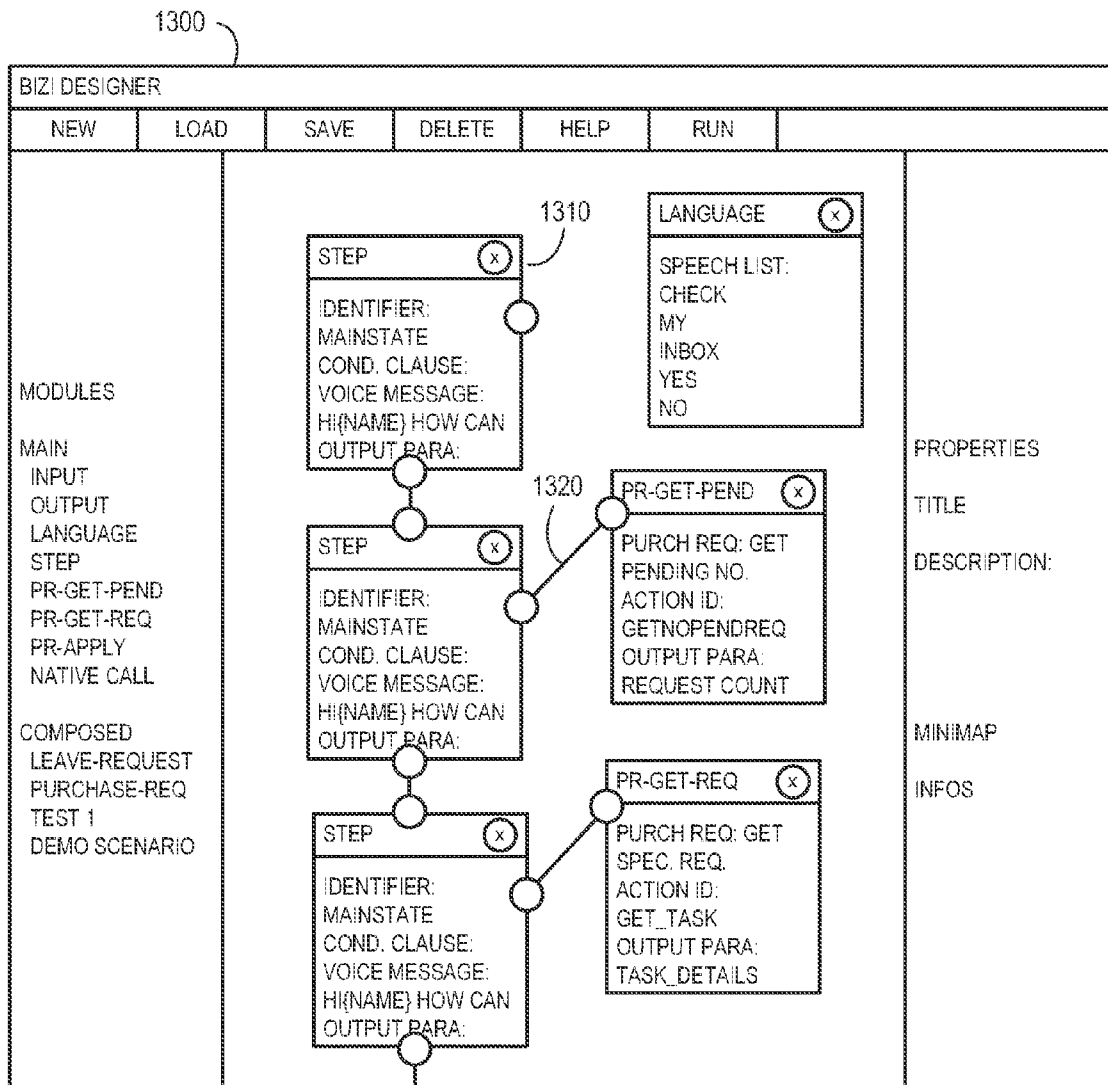 1300
BIZI DESIGNER
NEW LOAD SAVE DELETE HELP RUN
MODULES
MAIN
INPUT
OUTPUT
LANGUAGE
STEP
PR-GET-PEND
PR-GET-REQ
PR-APPLY
NATIVE CALL
COMPOSED
LEAVE-REQUEST
PURCHASE-REQ
TEST 1
DEMO SCENARIO
1310
STEP X
IDENTIFIER:
MAINSTATE
COND. CLAUSE:
VOICE MESSAGE:
HI{NAME} HOW CAN
OUTPUT PARA:
STEP X
IDENTIFIER:
MAINSTATE
COND. CLAUSE:
VOICE MESSAGE:
HI{NAME} HOW CAN
OUTPUT PARA:
STEP X
IDENTIFIER:
MAINSTATE
COND. CLAUSE:
VOICE MESSAGE:
HI{NAME} HOW CAN
OUTPUT PARA:
LANGUAGE X
SPEECH LIST:
CHECK
MY
INBOX
YES
NO
1320
PR-GET-PEND X
PURCH REQ: GET
PENDING NO.
ACTION ID:
GETNOPENDREQ
OUTPUT PARA:
REQUEST COUNT
PR-GET-REQ X
PURCH REQ: GET
SPEC. REQ.
ACTION ID:
GET_TASK
OUTPUT PARA:
TASK_DETAILS
PROPERTIES
TITLE
DESCRIPTION:
MINIMAP
INFOS